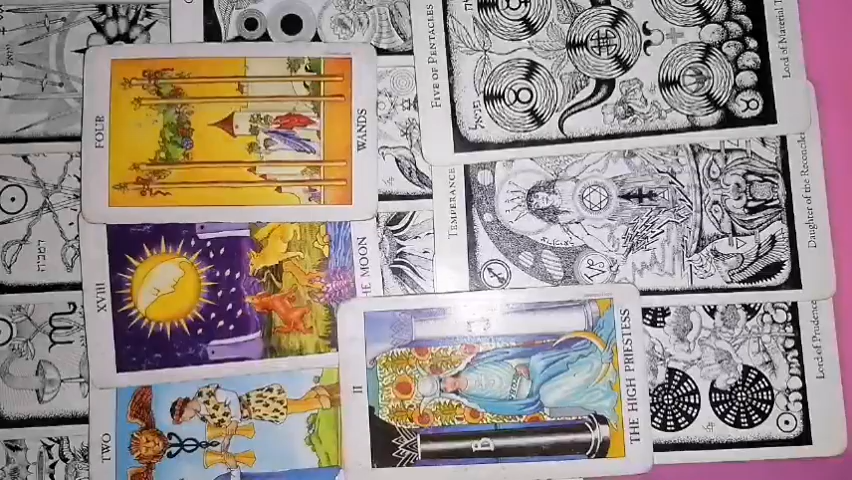 FOUR
WANDS
XVIII
THE MOON
TWO
II
B
THE HIGH PRIESTESS
FIVE OF PENTACLES
Lord of Material T
TEMPERANCE
Daughter of the Reconcile
Lord of Prudence